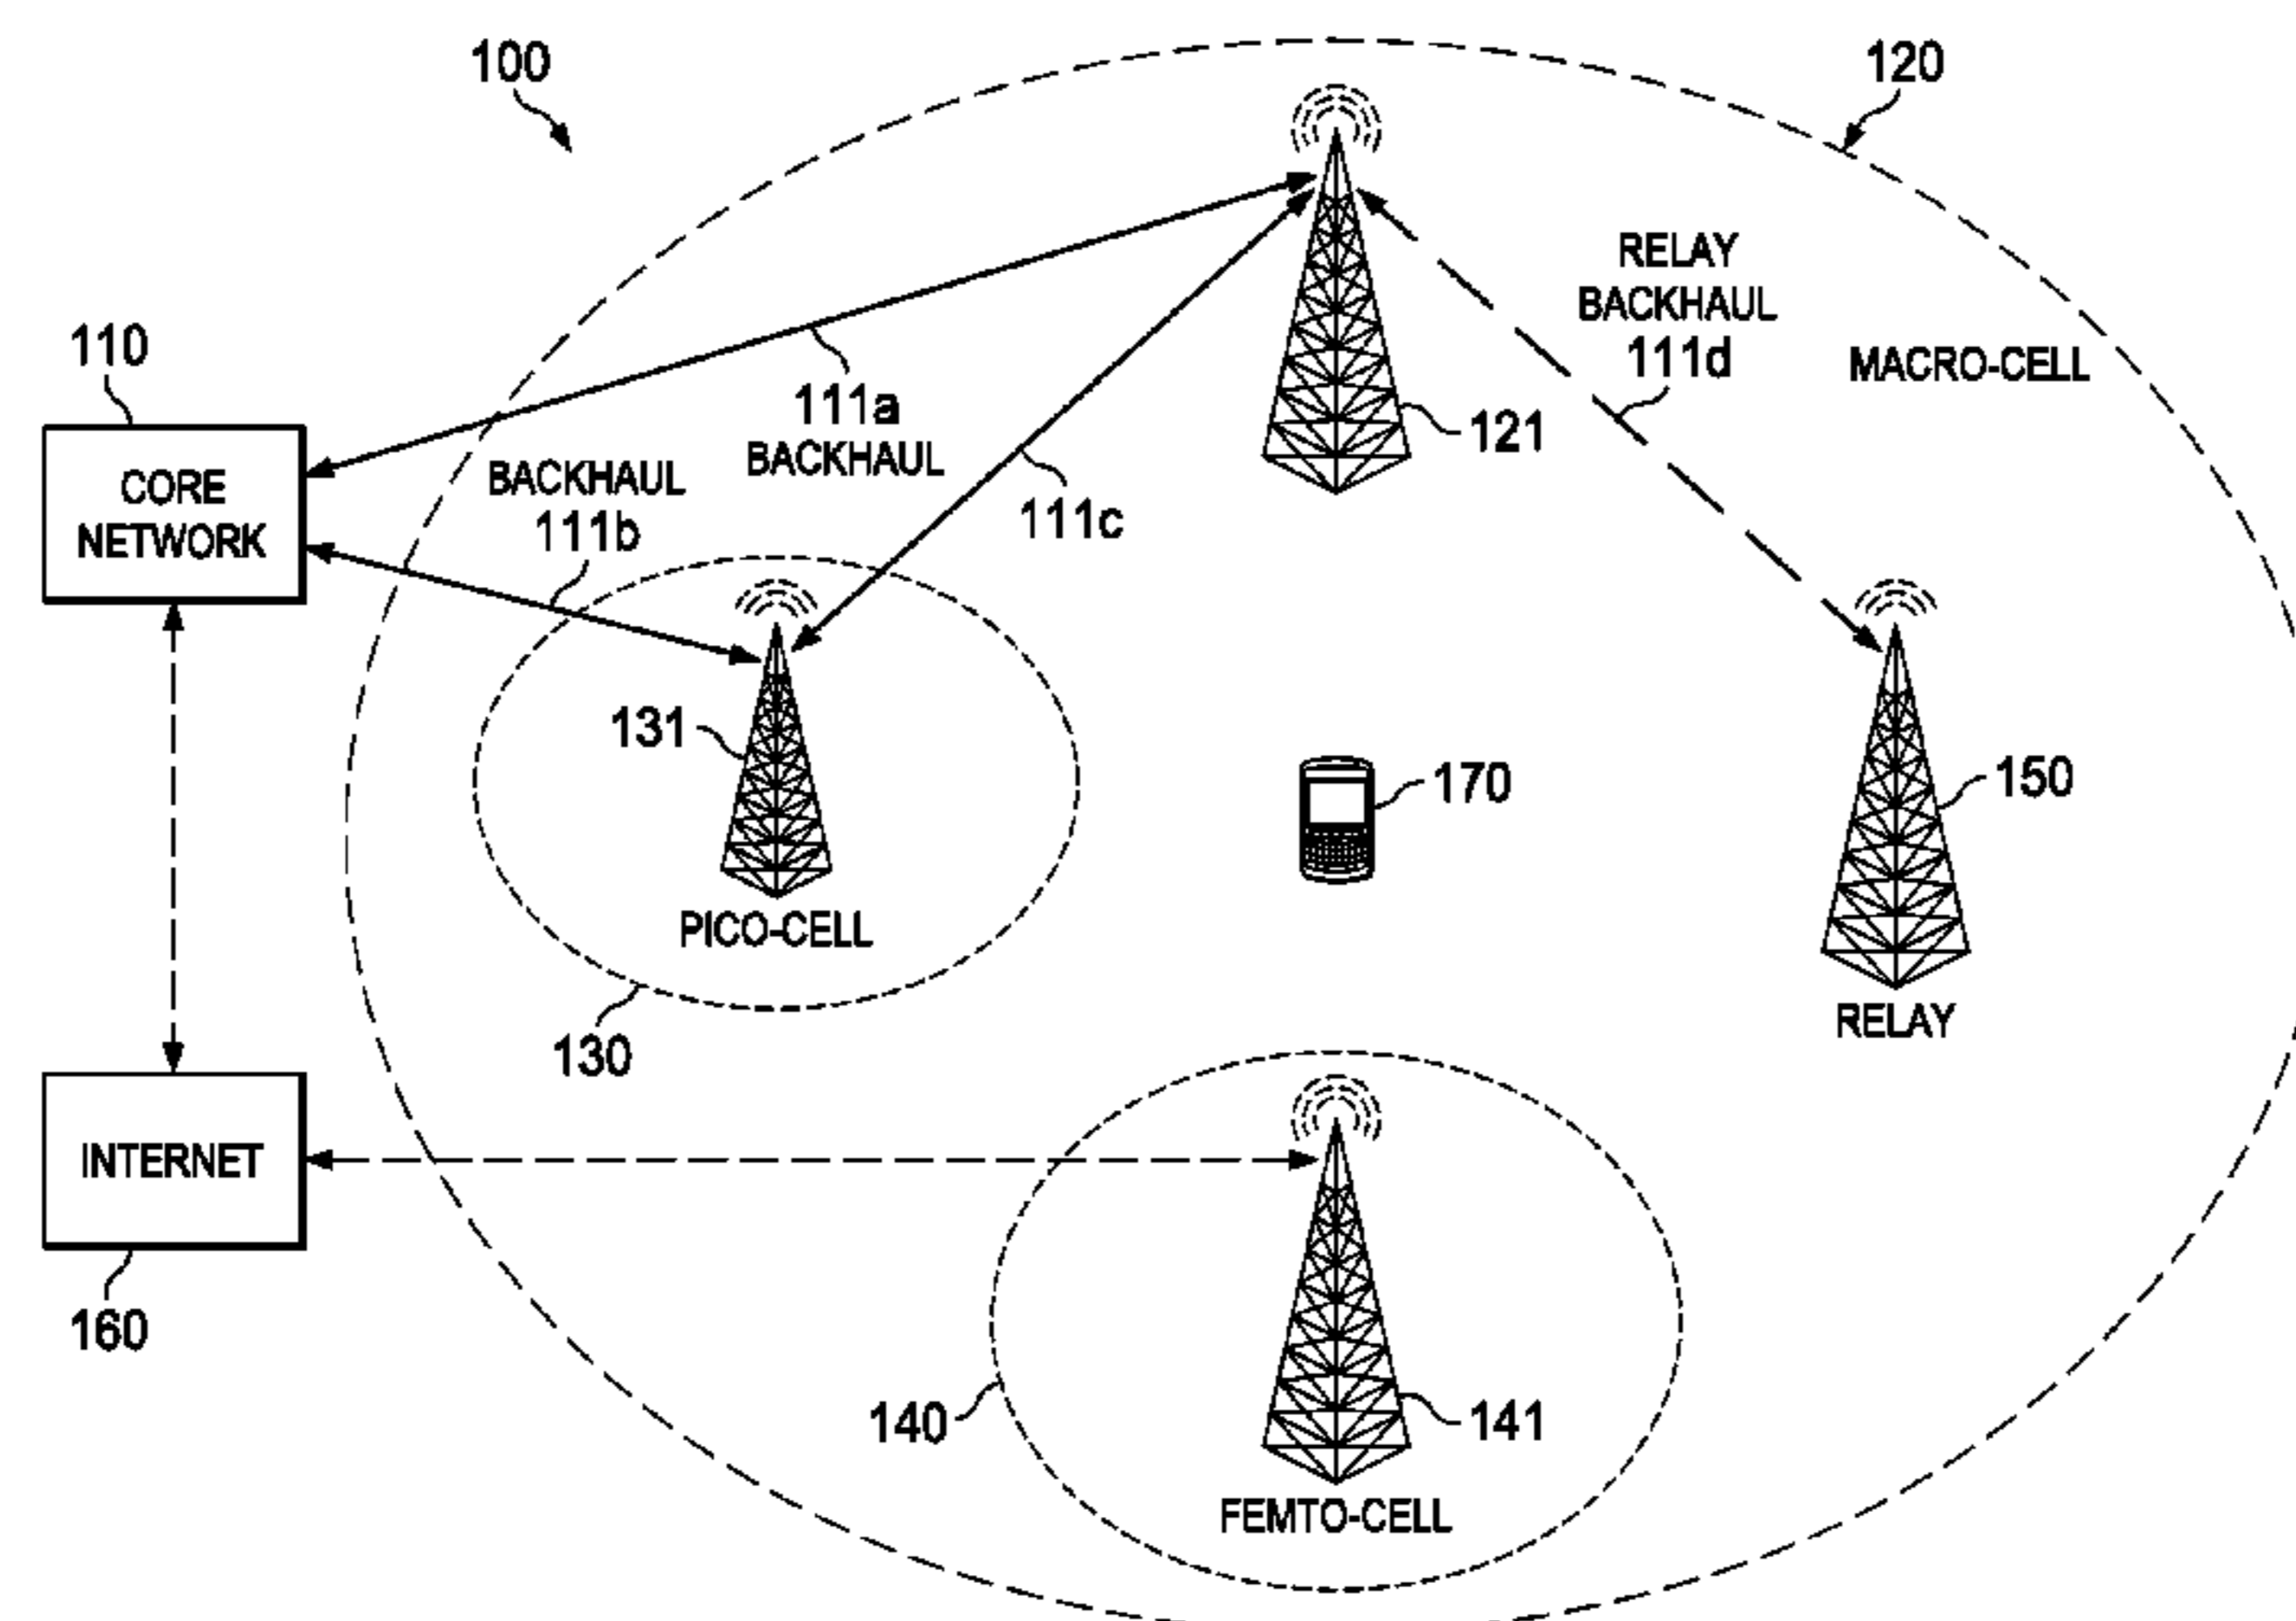 100
120
RELAY
BACKHAUL
111d
MACRO-CELL
110
111a
BACKHAUL
121
CORE
NETWORK
BACKHAUL
111b
111c
131
170
150
PICO-CELL
RELAY
130
INTERNET
160
140
141
FEMTO-CELL